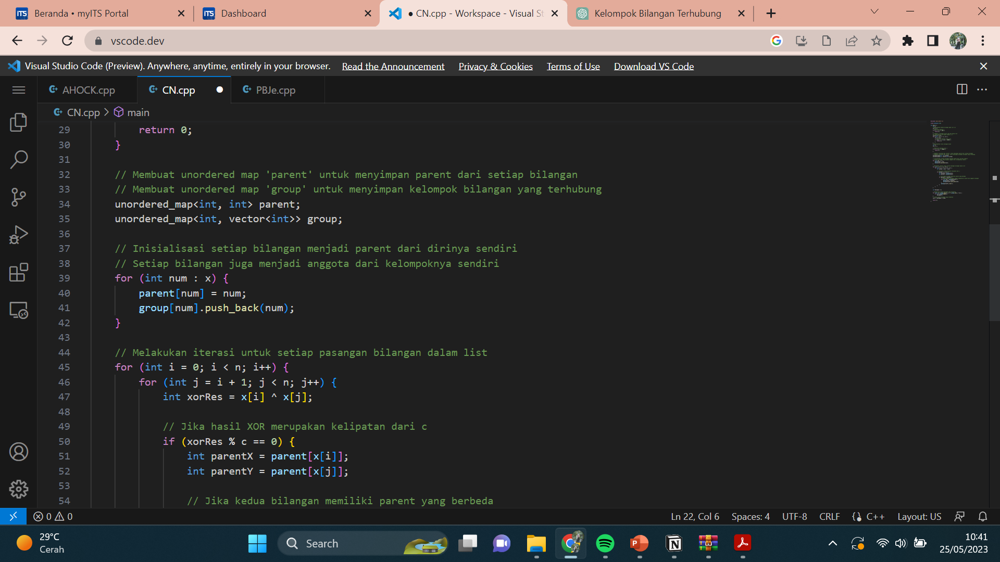 Beranda • myITS Portal
Dashboard
● CN.cpp - Workspace - Visual St
Kelompok Bilangan Terhubung
vscode.dev
Visual Studio Code (Preview). Anywhere, anytime, entirely in your browser. Read the Announcement Privacy & Cookies Terms of Use Download VS Code
AHOCK.cpp
CN.cpp
PBJe.cpp
CN.cpp > main
29 return 0;
30 }
31
32 // Membuat unordered map 'parent' untuk menyimpan parent dari setiap bilangan
33 // Membuat unordered map 'group' untuk menyimpan kelompok bilangan yang terhubung
34 unordered_map<int, int> parent;
35 unordered_map<int, vector<int>> group;
36
37 // Inisialisasi setiap bilangan menjadi parent dari dirinya sendiri
38 // Setiap bilangan juga menjadi anggota dari kelompoknya sendiri
39 for (int num : x) {
40 parent[num] = num;
41 group[num].push_back(num);
42 }
43
44 // Melakukan iterasi untuk setiap pasangan bilangan dalam list
45 for (int i = 0; i < n; i++) {
46 for (int j = i + 1; j < n; j++) {
47 int xorRes = x[i] ^ x[j];
48
49 // Jika hasil XOR merupakan kelipatan dari c
50 if (xorRes % c == 0) {
51 int parentX = parent[x[i]];
52 int parentY = parent[x[j]];
53
54 // Jika kedua bilangan memiliki parent yang berbeda
0 0
Ln 22, Col 6 Spaces: 4 UTF-8 CRLF C++ Layout: US
29°C
Cerah
Search
10:41
25/05/2023